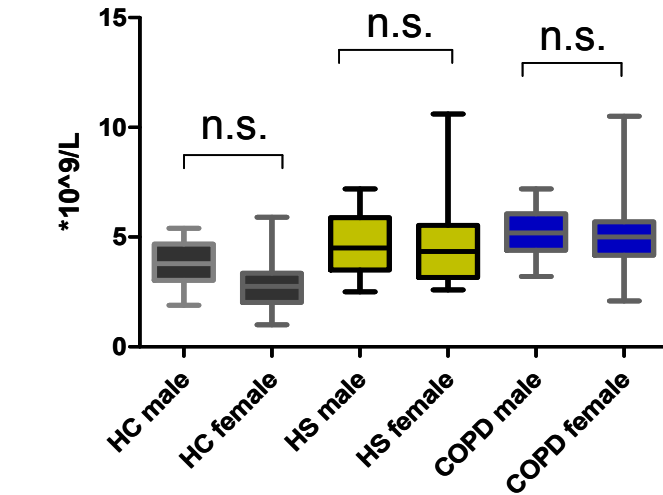 15
n.s.
n.s.
n.s.
10
5
0
*10^9/L
HC male
HC female
HS male
HS female
COPD male
COPD female